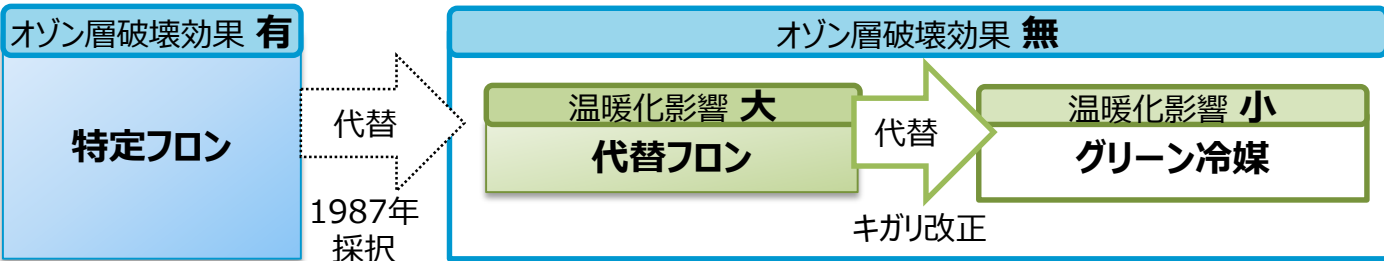 オゾン層破壊効果 有
特定フロン
代替
1987年
採択
オゾン層破壊効果 無
温暖化影響 大
代替フロン
代替
キガリ改正
温暖化影響 小
グリーン冷媒